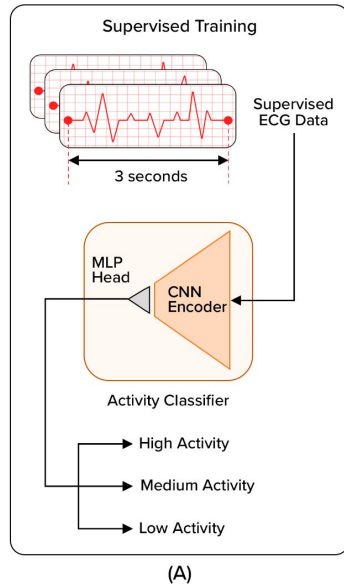 Supervised Training
Supervised
ECG Data
3 seconds
MLP
Head
CNN
Encoder
Activity Classifier
High Activity
Medium Activity
Low Activity
(A)